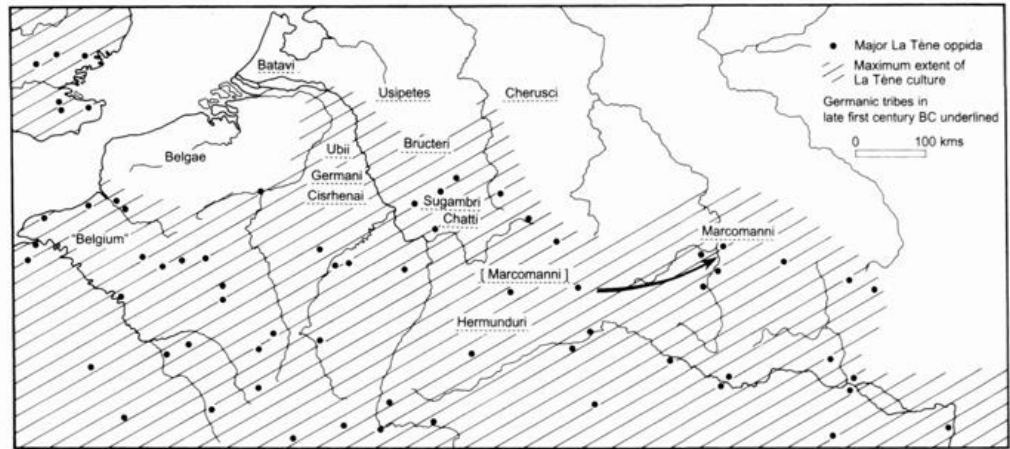 Major La Tène oppida
Maximum extent of
La Tène culture
Germanic tribes in
late first century BC underlined
0 100 kms
Batavi
Usipetes
Cherusci
Belgae
Ubii
Bructeri
Germani
Cisrhenai
Sugambri
Chatti
"Belgium"
Marcomanni
[ Marcomanni ]
Hermunduri